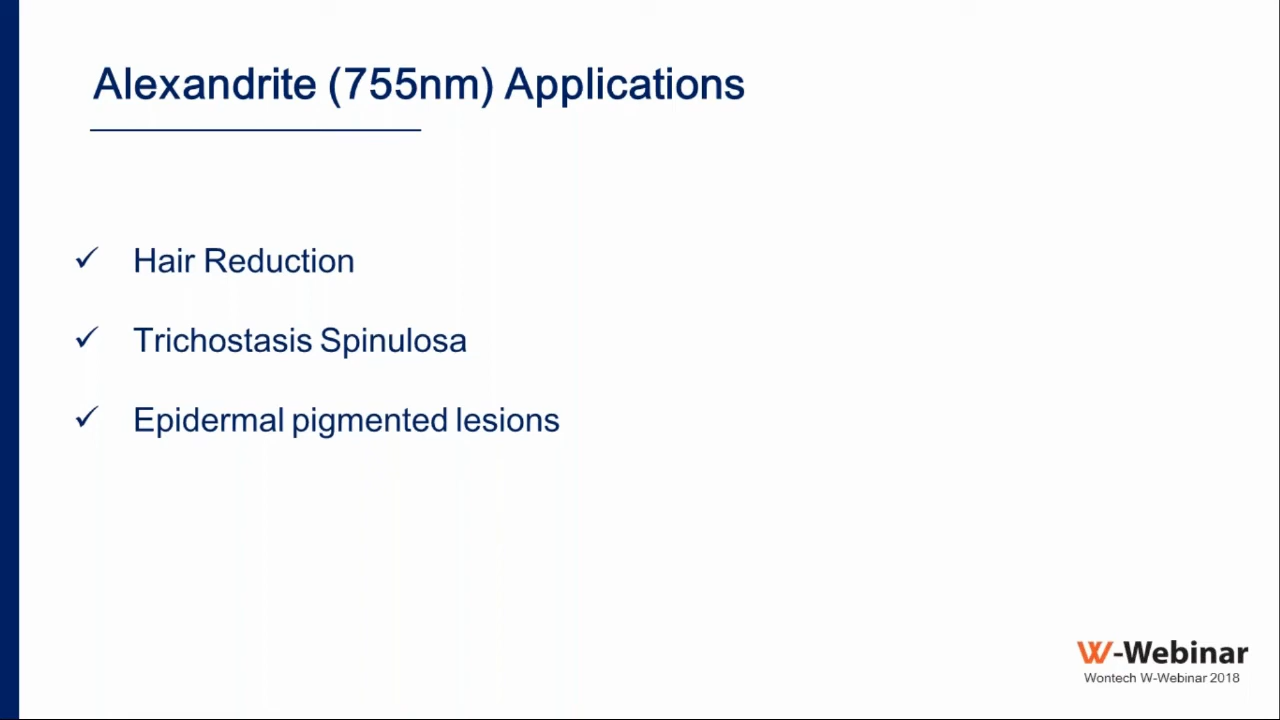 Alexandrite (755nm) Applications
✓ Hair Reduction
✓ Trichostasis Spinulosa
✓ Epidermal pigmented lesions
W-Webinar
Wontech W-Webinar 2018